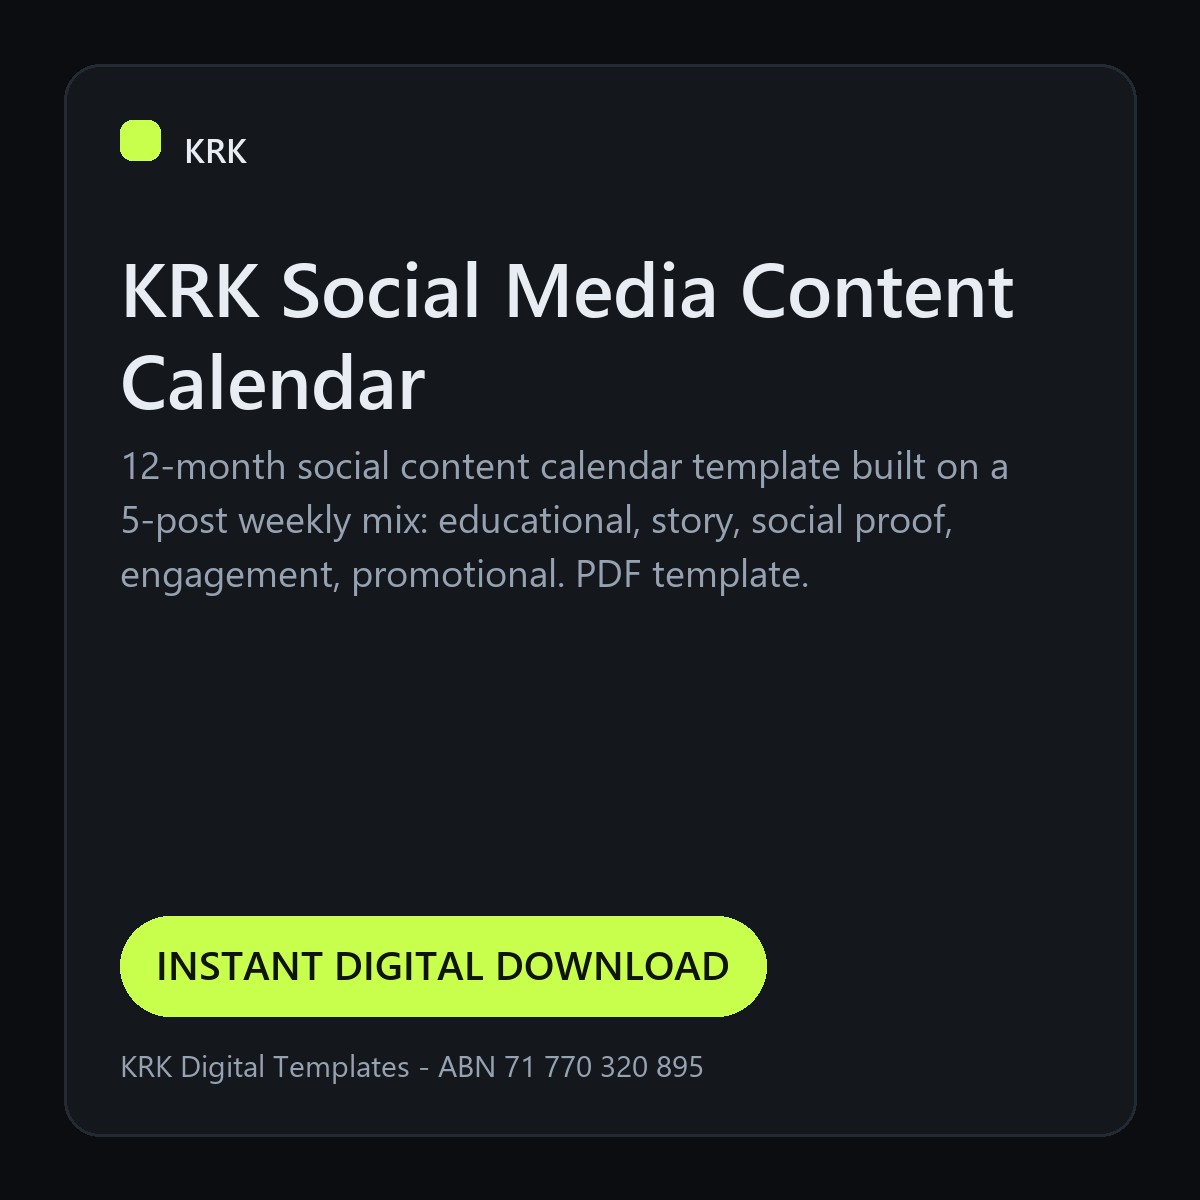 KRK
KRK Social Media Content
Calendar
12-month social content calendar template built on a
5-post weekly mix: educational, story, social proof,
engagement, promotional. PDF template.
INSTANT DIGITAL DOWNLOAD
KRK Digital Templates - ABN 71 770 320 895